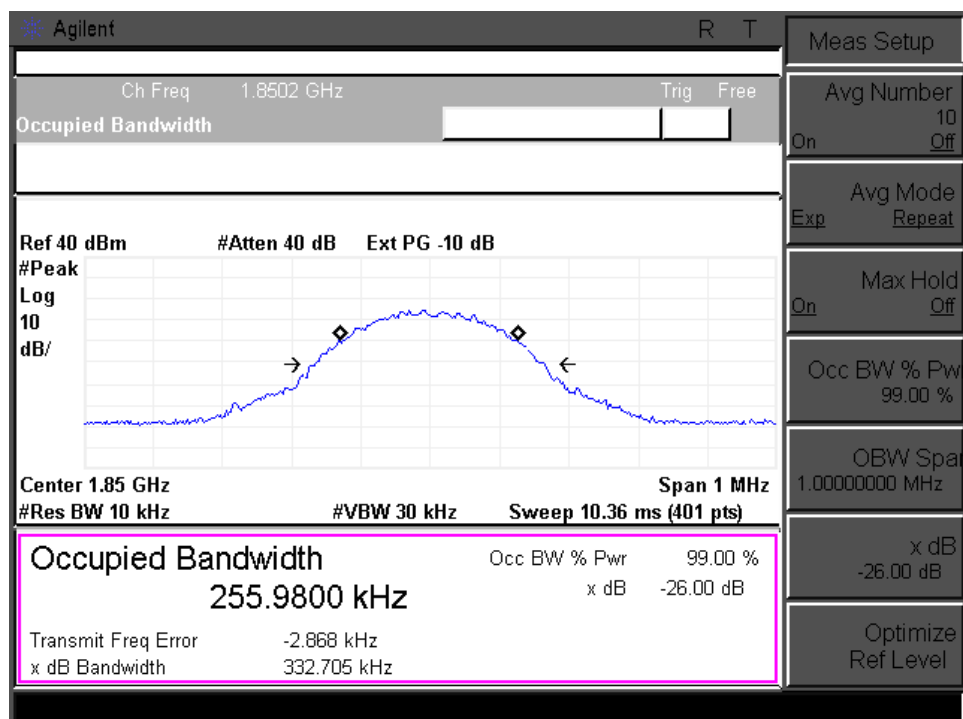 Agilent R T
Ch Freq 1.8502 GHz Trig Free
Occupied Bandwidth
Ref 40 dBm #Atten 40 dB Ext PG -10 dB
#Peak
Log
10
dB/
Center 1.85 GHz Span 1 MHz
#Res BW 10 kHz #VBW 30 kHz Sweep 10.36 ms (401 pts)
Occupied Bandwidth
255.9800 kHz
Occ BW % Pwr 99.00 %
x dB -26.00 dB
Transmit Freq Error -2.868 kHz
x dB Bandwidth 332.705 kHz
Meas Setup
Avg Number
10
On Off
Avg Mode
Exp Repeat
Max Hold
On Off
Occ BW % Pw
99.00 %
OBW Spa
1.00000000 MHz
x dB
-26.00 dB
Optimize
Ref Level